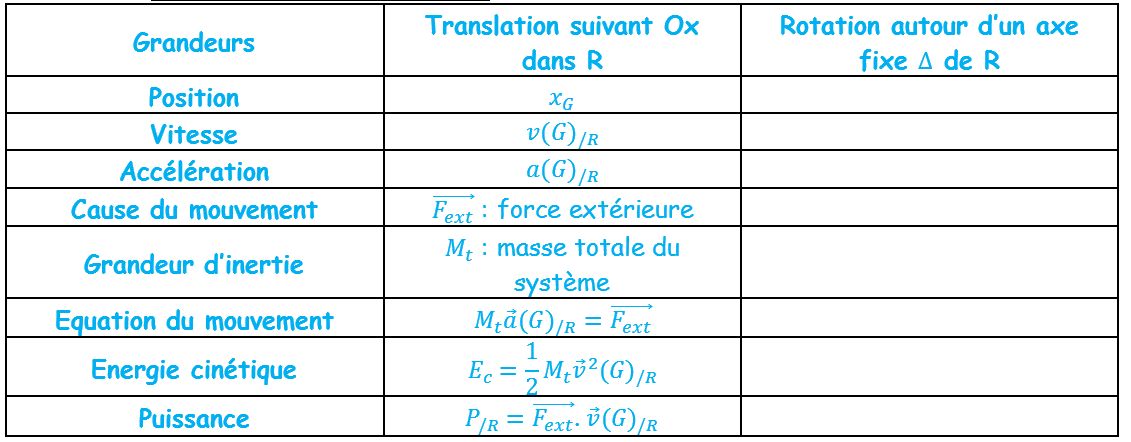 Grandeurs
Translation suivant Ox
dans R
Rotation autour d'un axe
fixe Δ de R
Position
x_G
Vitesse
v(G)_{/R}
Accélération
a(G)_{/R}
Cause du mouvement
\overrightarrow{F_{ext}} : force extérieure
Grandeur d'inertie
M_t : masse totale du
système
Equation du mouvement
M_t\vec{a}(G)_{/R} = \overrightarrow{F_{ext}}
Energie cinétique
E_c = \frac{1}{2} M_t\vec{v}^2(G)_{/R}
Puissance
P_{/R} = \overrightarrow{F_{ext}}. \vec{v}(G)_{/R}